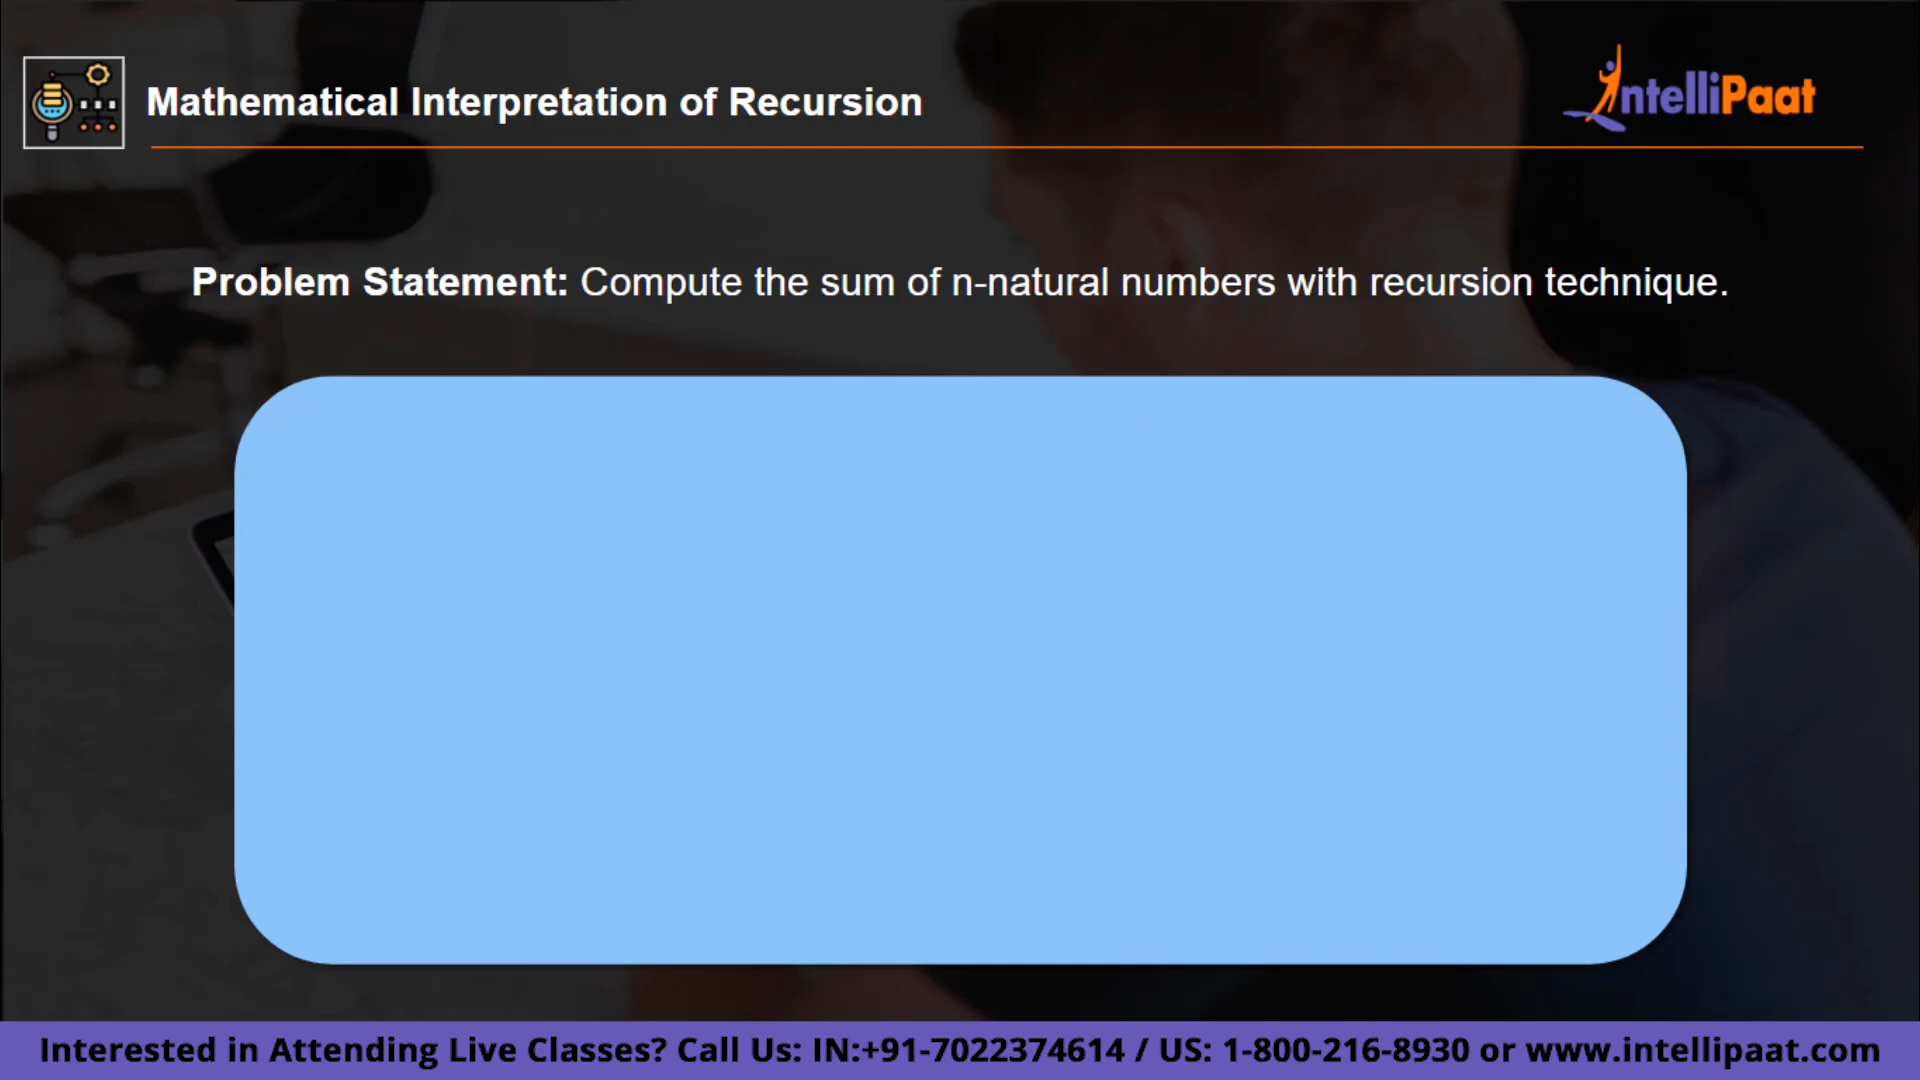 Mathematical Interpretation of Recursion
IntelliPaat
Problem Statement: Compute the sum of n-natural numbers with recursion technique.
Interested in Attending Live Classes? Call Us: IN:+91-7022374614 / US: 1-800-216-8930 or www.intellipaat.com